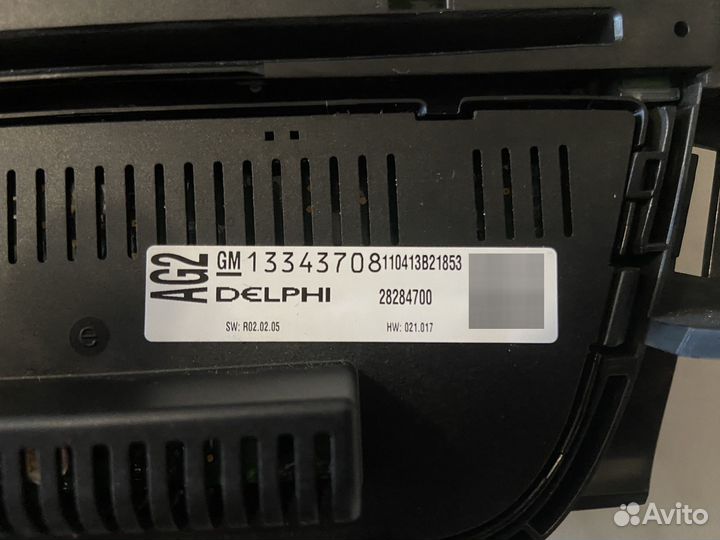 AG2
GM 13343708 110413B21853
DELPHI 28284700
SW: R02.02.05 HW: 021.017
e
Avito